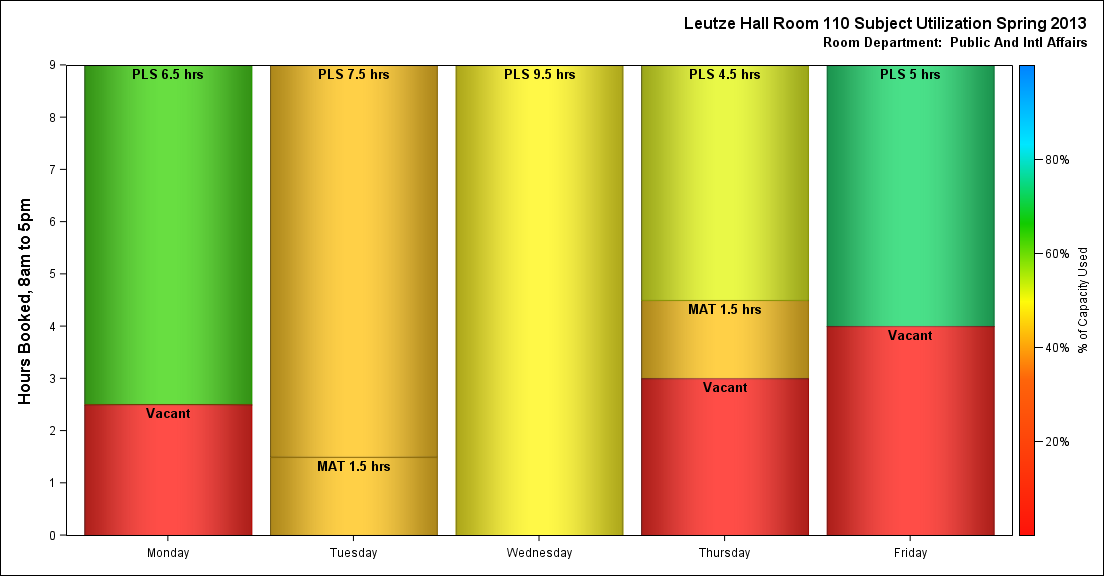 Leutze Hall Room 110 Subject Utilization Spring 2013
Room Department: Public And Intl Affairs
Hours Booked, 8am to 5pm
9
8
7
6
5
4
3
2
1
0
PLS 6.5 hrs
Vacant
PLS 7.5 hrs
MAT 1.5 hrs
PLS 9.5 hrs
PLS 4.5 hrs
MAT 1.5 hrs
Vacant
PLS 5 hrs
Vacant
Monday
Tuesday
Wednesday
Thursday
Friday
80%
60%
40%
20%
% of Capacity Used